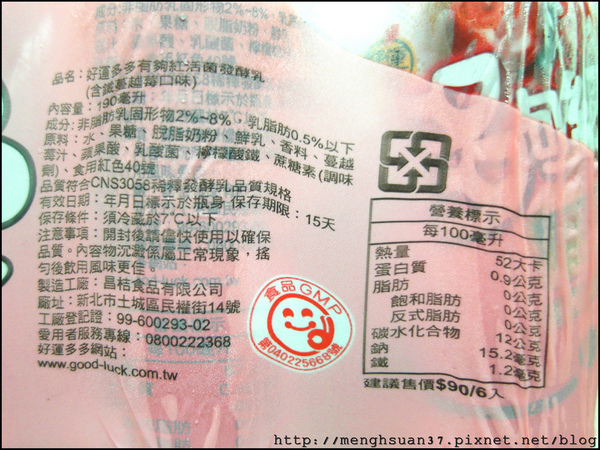 品名：好運多多有夠紅活菌發酵乳
(含鐵蔓越莓口味)
內容量：190毫升
成分：非脂肪乳固形物2%~8%、乳脂肪0.5%以下
原料：水、果糖、脫脂奶粉、鮮乳、香料、蔓越
莓汁、蘋果酸、乳酸菌、檸檬酸鐵、蔗糖素(調味
劑)、食用紅色40號
品質符合CNS3058稀釋發酵乳品質規格
有效日期：年月日標示於瓶身 保存期限：15天
保存條件：須冷藏於7℃以下
注意事項：開封後請儘快使用以確保
品質。內容物沉澱係屬正常現象，搖
勻後飲用風味更佳。
製造工廠：昌桔食品有限公司
廠址：新北市土城區民權街14號
工廠登記證：99-600293-02
愛用者服務專線：0800222368
好運多多網站：
www.good-luck.com.tw
食品GMP
第040225668號
營養標示
每100毫升
熱量 52大卡
蛋白質 0.9公克
脂肪 0公克
飽和脂肪 0公克
反式脂肪 0公克
碳水化合物 12公克
鈉 15.2毫克
鐵 1.2毫克
建議售價$90/6入
http://menghsuan37.pixnet.net/blog